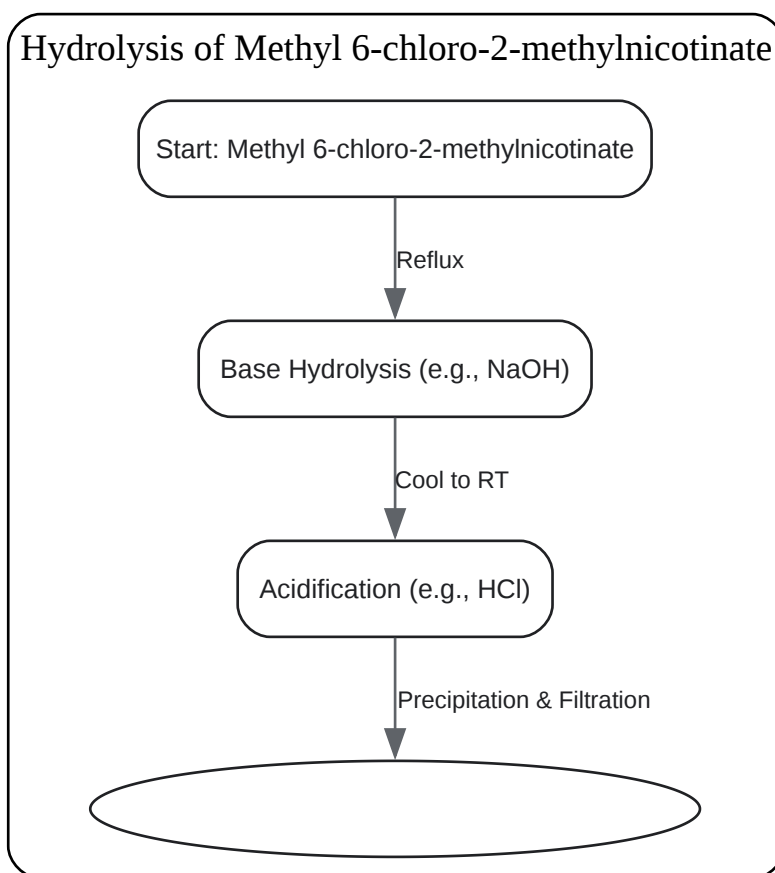 Hydrolysis of Methyl 6-chloro-2-methylnicotinate
Start: Methyl 6-chloro-2-methylnicotinate
Reflux
Base Hydrolysis (e.g., NaOH)
Cool to RT
Acidification (e.g., HCl)
Precipitation & Filtration